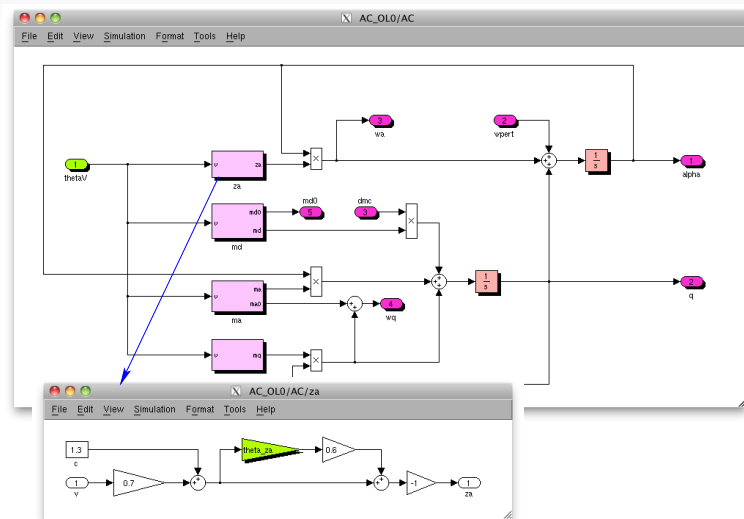 AC_OL0/AC
File Edit View Simulation Format Tools Help
3
wa
2
wpert
1
thetaV
v za
za
×
1
s
1
alpha
md0
dmc
v md0
md
md
5
3
×
×
1
s
2
q
v ma
ma0
ma
4
wq
v mq
×
AC_OL0/AC/za
File Edit View Simulation Format Tools Help
1.3
c
theta_za
0.6
1
v
0.7
-1
1
za